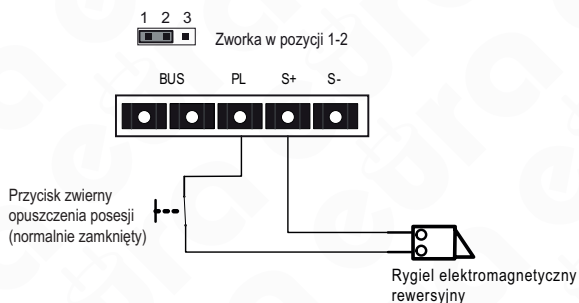 1 2 3
Zworka w pozycji 1-2
BUS PL S+ S-
Przycisk zwierny
opuszczenia posesji
(normalnie zamknięty)
Rygiel elektromagnetyczny
rewersyjny